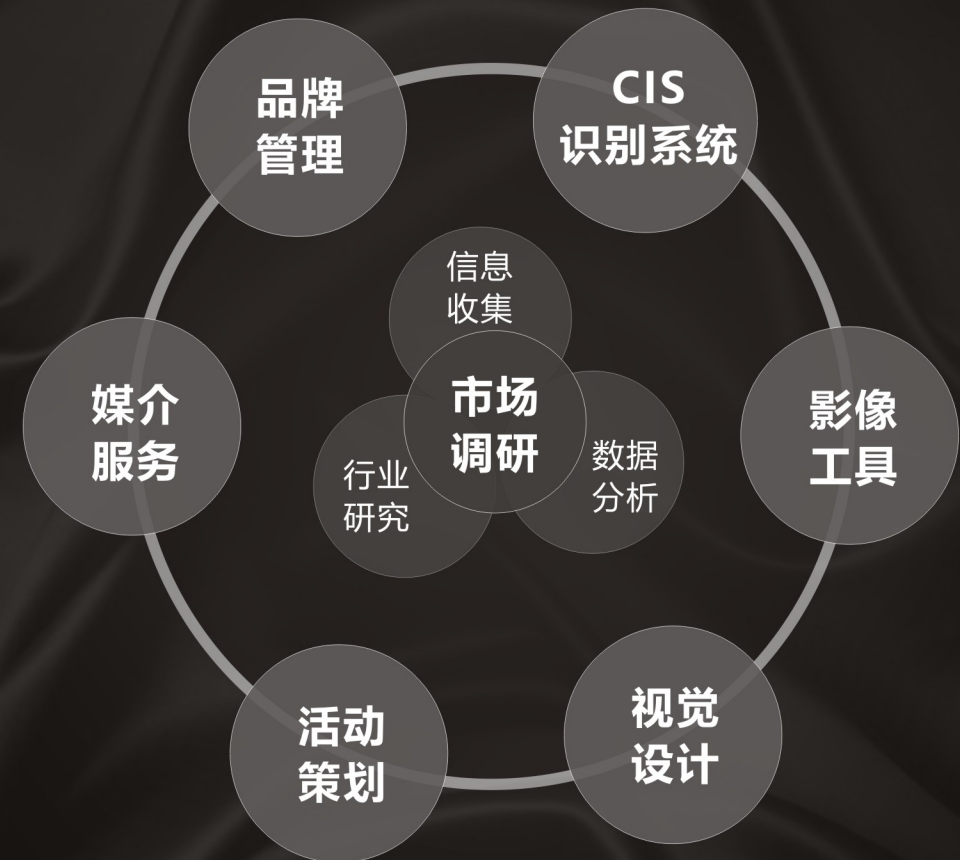 品牌
管理
CIS
识别系统
信息
收集
市场
调研
行业
研究
数据
分析
媒介
服务
影像
工具
活动
策划
视觉
设计